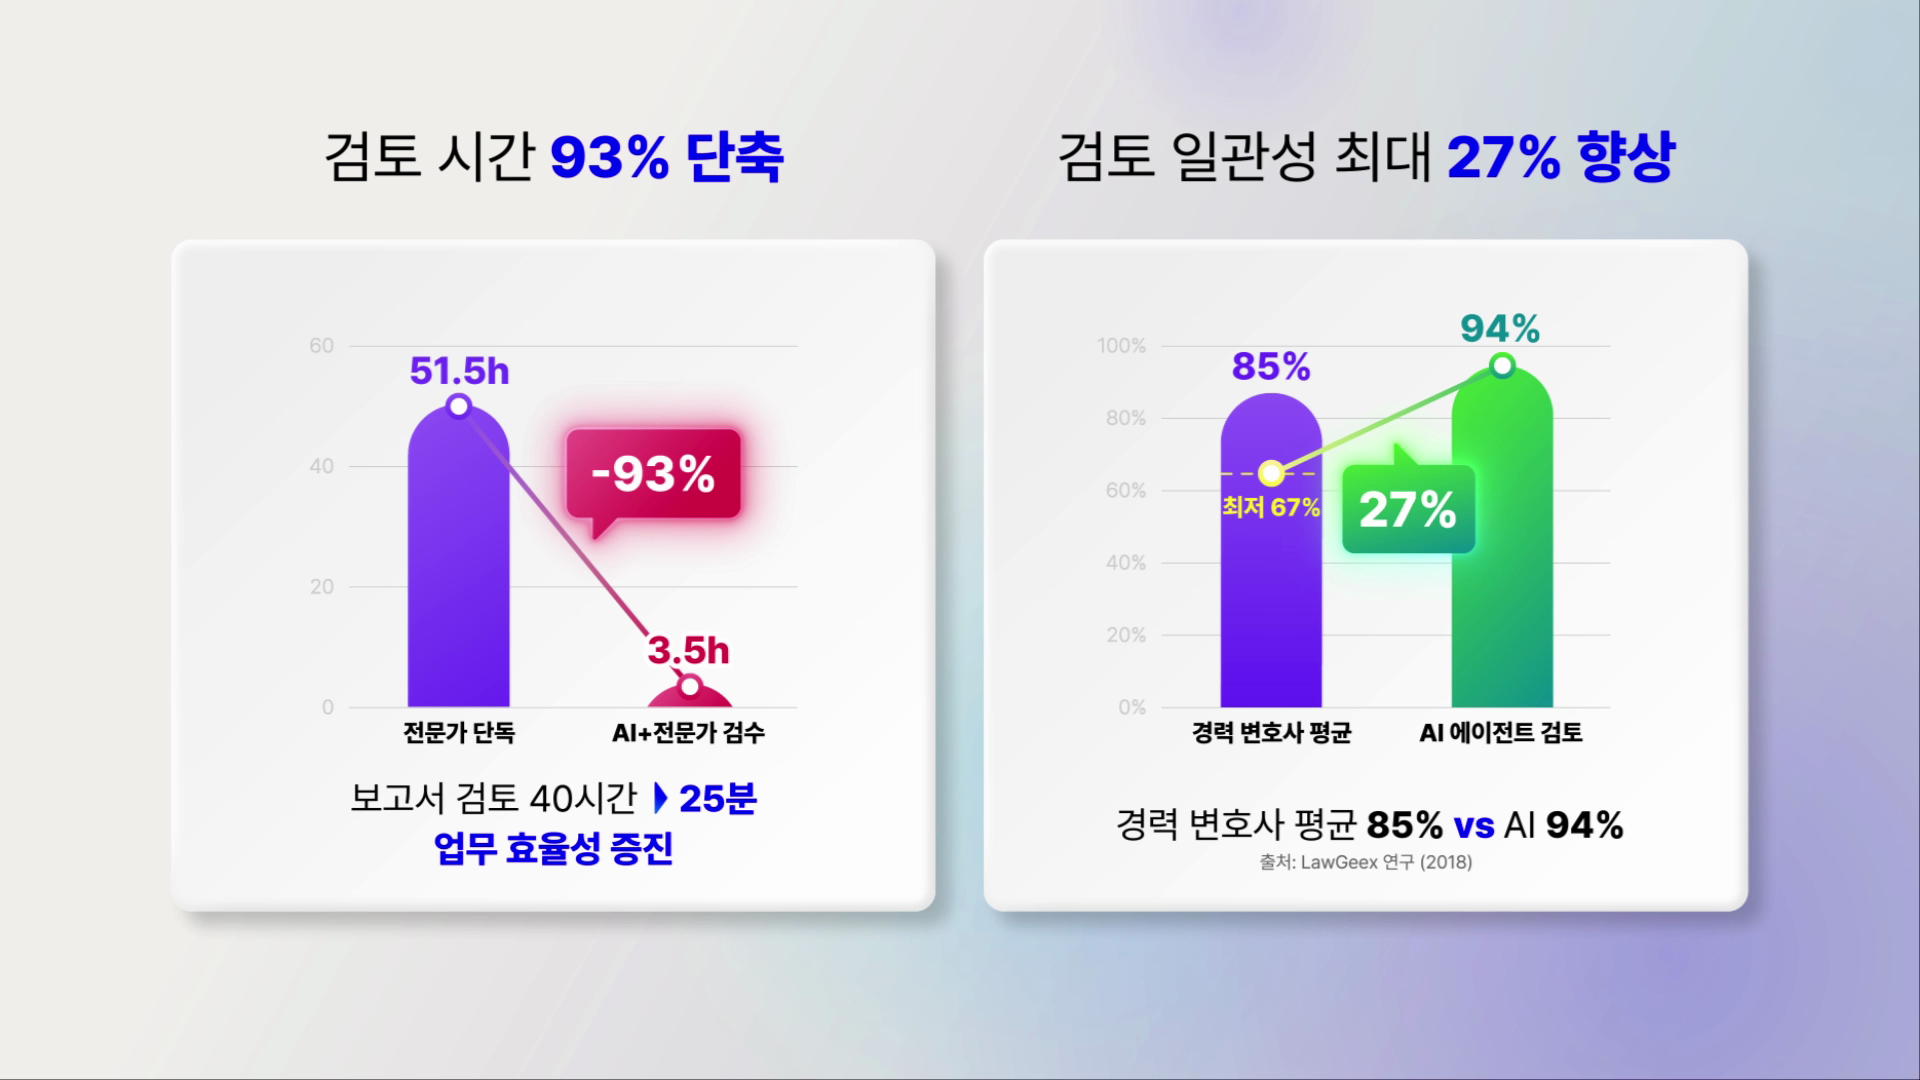 검토 시간 93% 단축
60
40
20
0
51.5h
-93%
3.5h
전문가 단독
AI+전문가 검수
보고서 검토 40시간 25분
업무 효율성 증진
검토 일관성 최대 27% 향상
100%
80%
60%
40%
20%
0%
85%
94%
최저 67%
27%
경력 변호사 평균
AI 에이전트 검토
경력 변호사 평균 85% vs AI 94%
출처: LawGeex 연구 (2018)